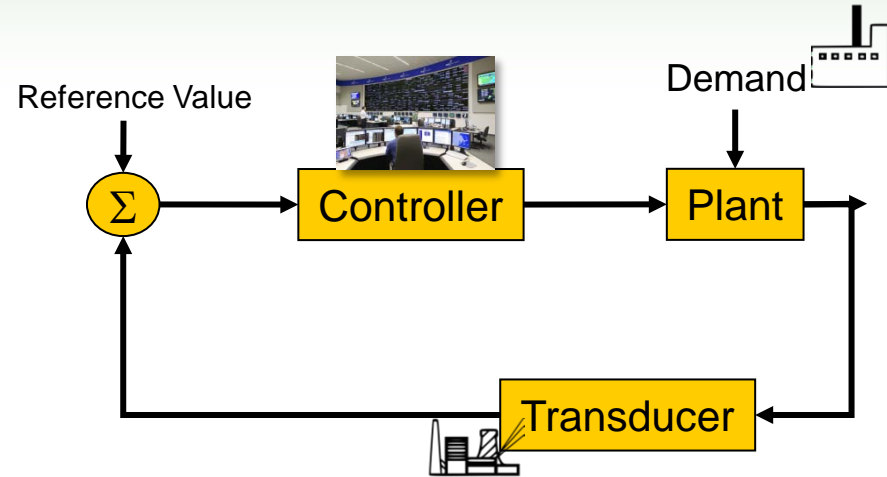 Reference Value
Demand
Σ
Controller
Plant
Transducer